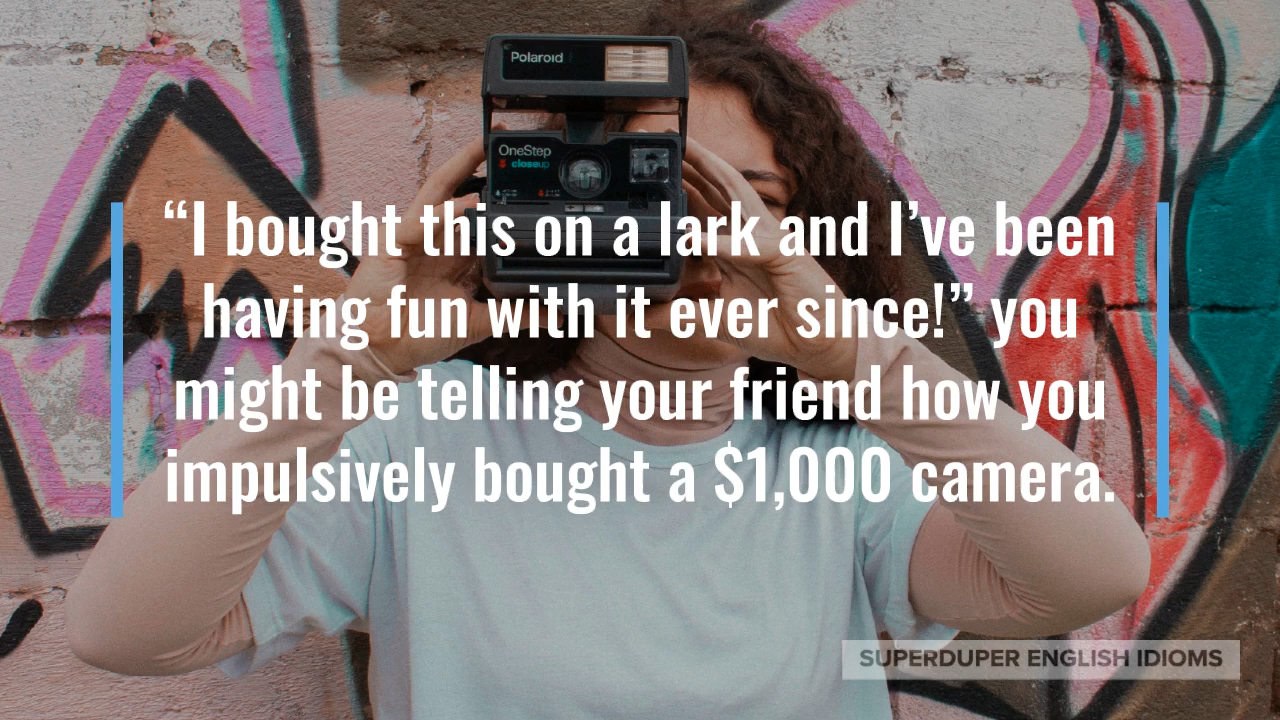 Polaroid
OneStep
closeup
“I bought this on a lark and I’ve been
having fun with it ever since!” you
might be telling your friend how you
impulsively bought a $1,000 camera.
SUPERDUPER ENGLISH IDIOMS